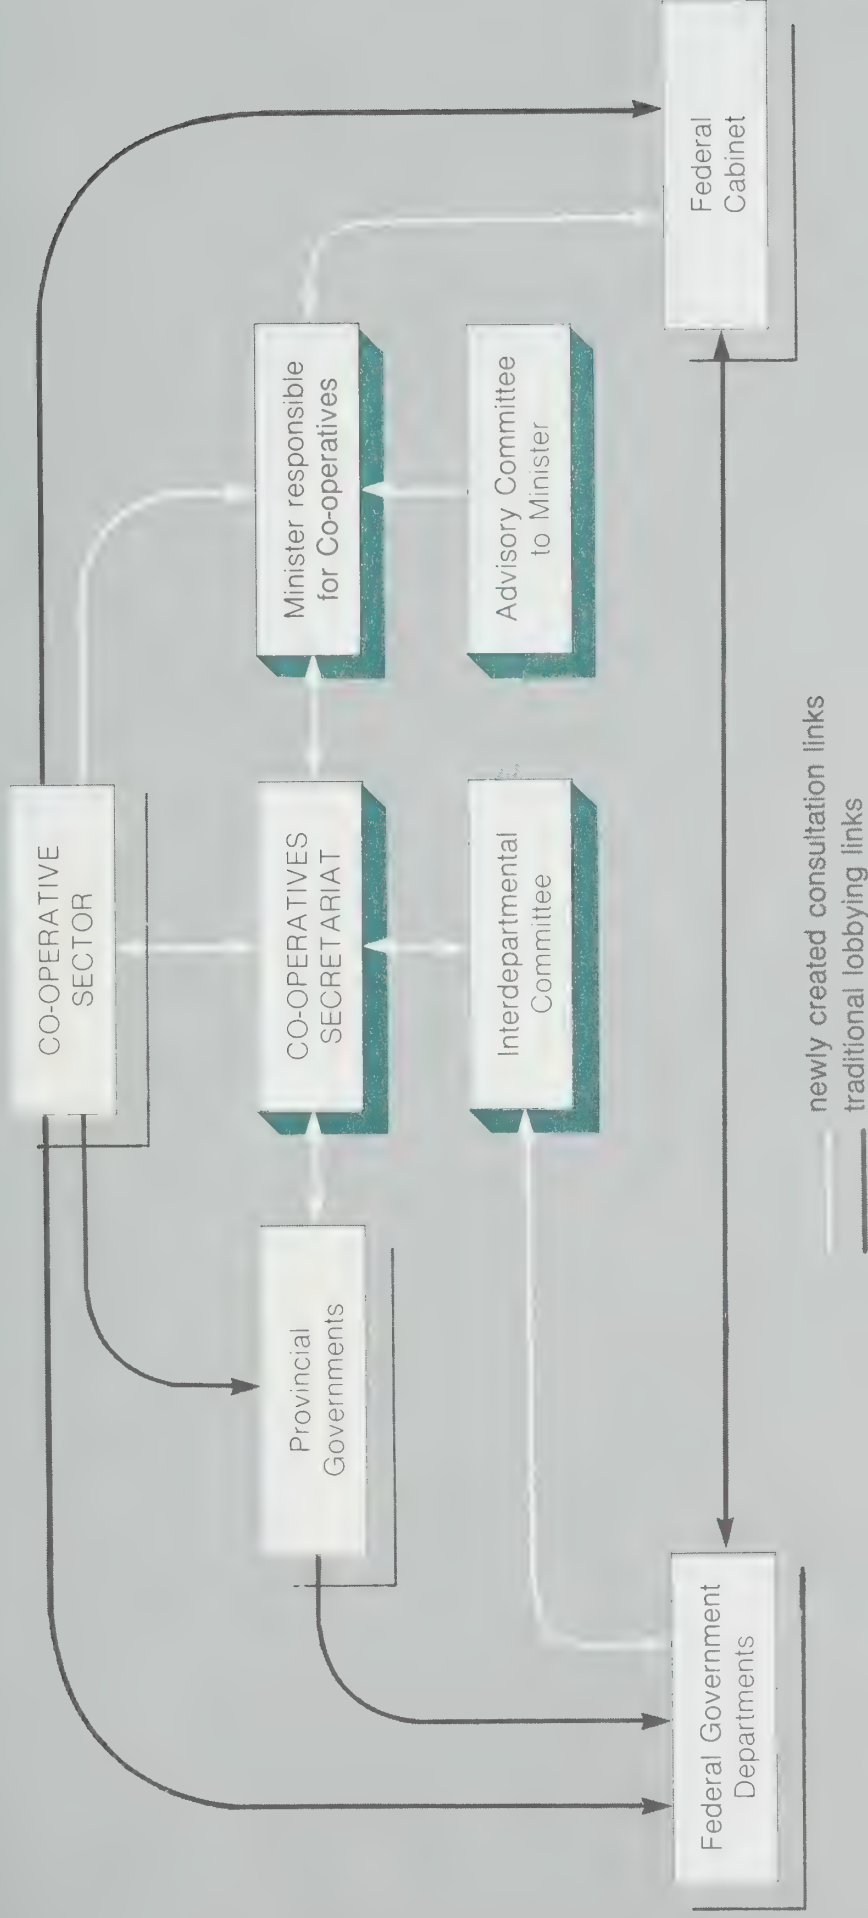 CO-OPERATIVE
SECTOR
Provincial
Governments
CO-OPERATIVES
SECRETARIAT
Minister responsible
for Co-operatives
Interdepartmental
Committee
Advisory Committee
to Minister
Federal Government
Departments
Federal
Cabinet
newly created consultation links
traditional lobbying links